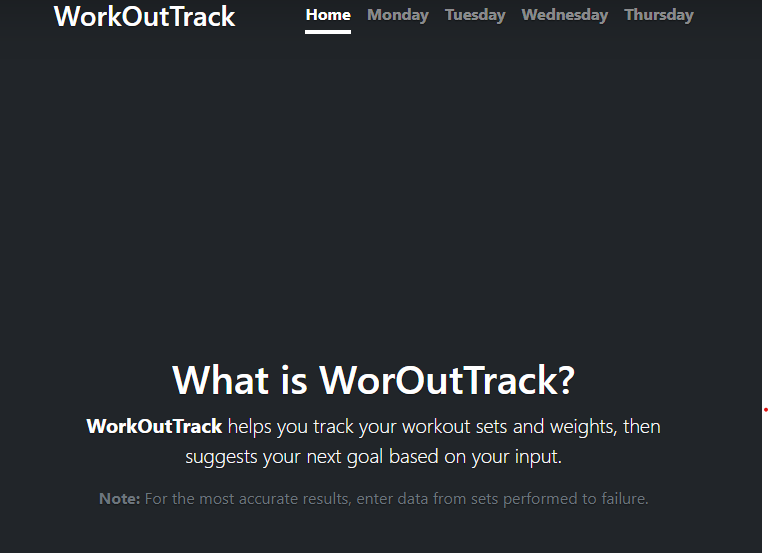 WorkOutTrack Home Monday Tuesday Wednesday Thursday
What is WorOutTrack?
WorkOutTrack helps you track your workout sets and weights, then
suggests your next goal based on your input.
Note: For the most accurate results, enter data from sets performed to failure.